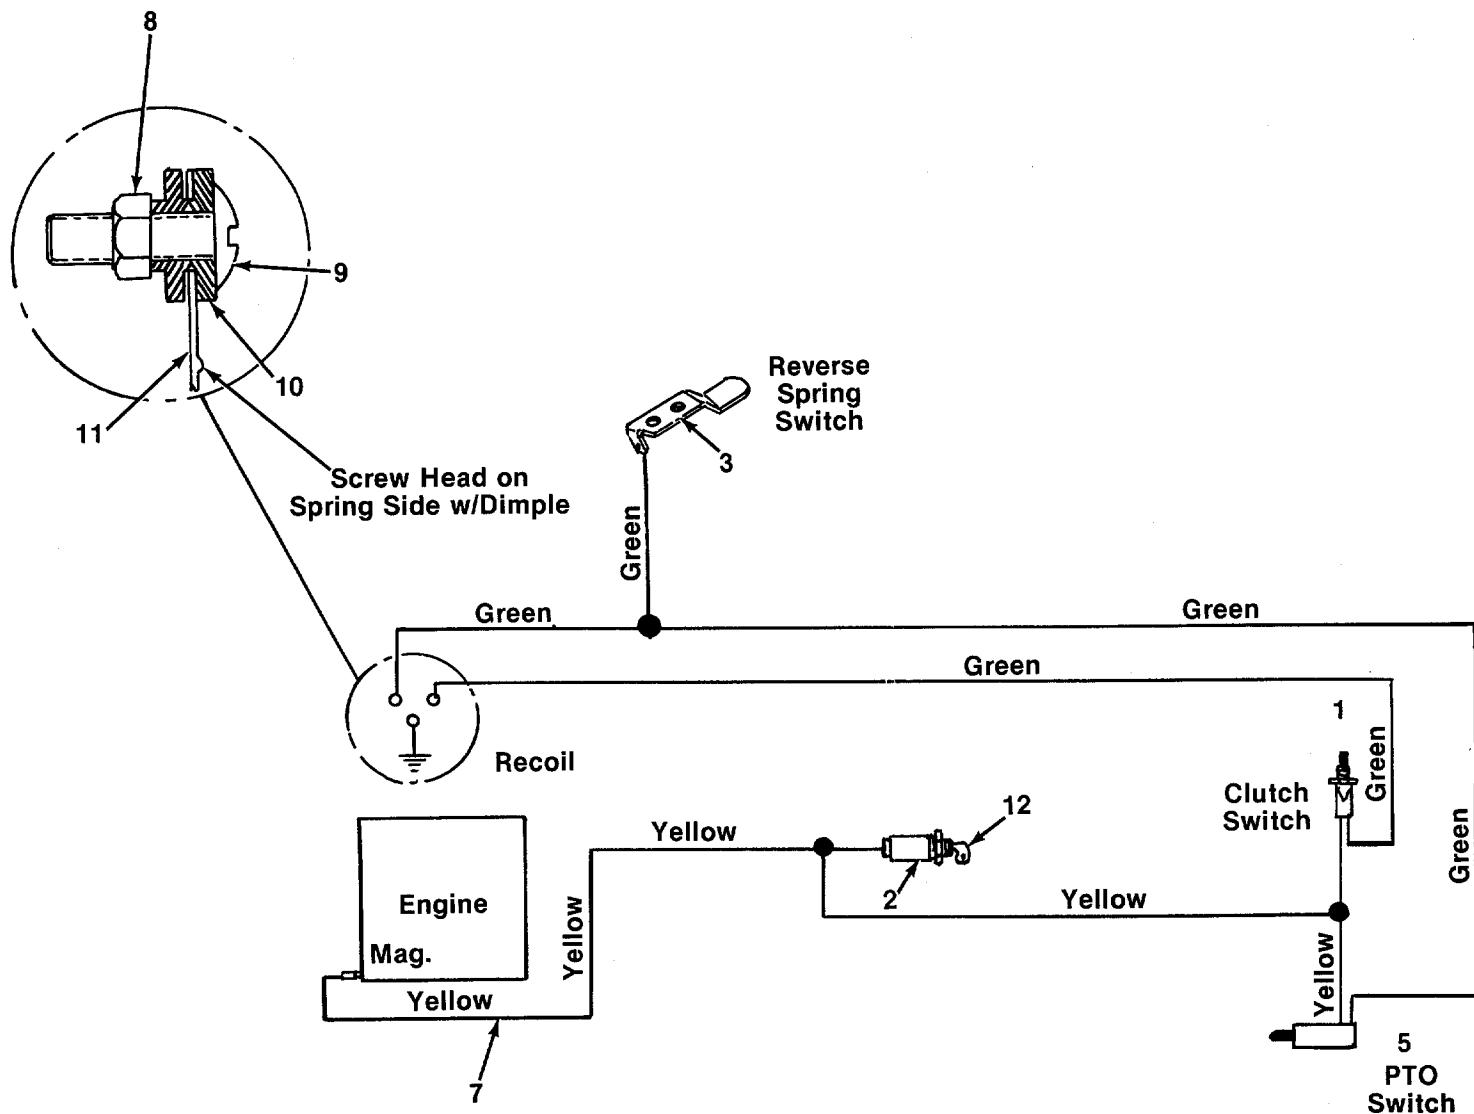 8
9
10
11
Screw Head on
Spring Side w/Dimple
Reverse
Spring
Switch
3
Green
Green
Green
Green
1
Green
Clutch
Switch
Green
Recoil
Engine
Mag.
Yellow
Yellow
Yellow
7
12
2
Yellow
Yellow
5
PTO
Switch